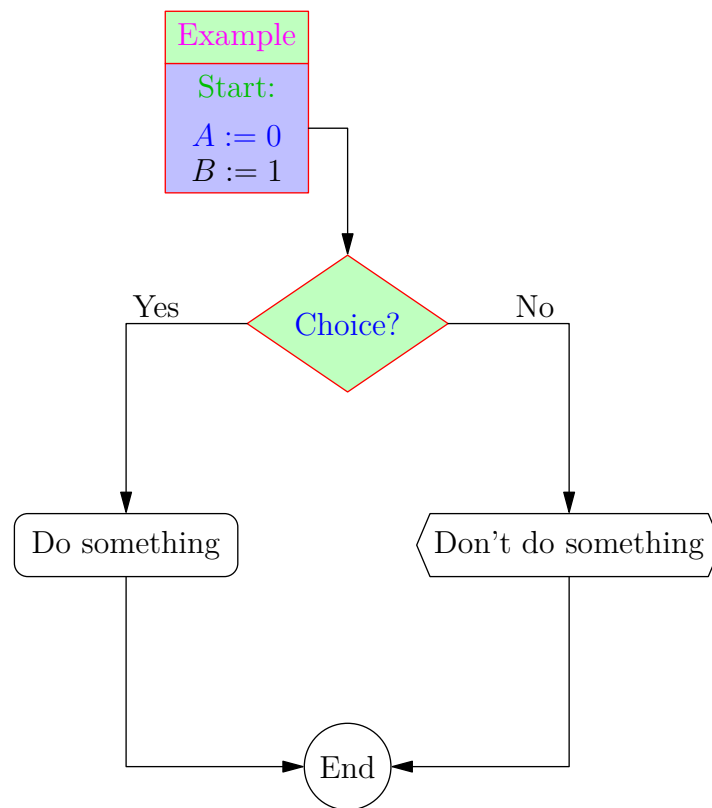 Example
Start:
A := 0
B := 1
Yes
No
Choice?
Do something
Don't do something
End